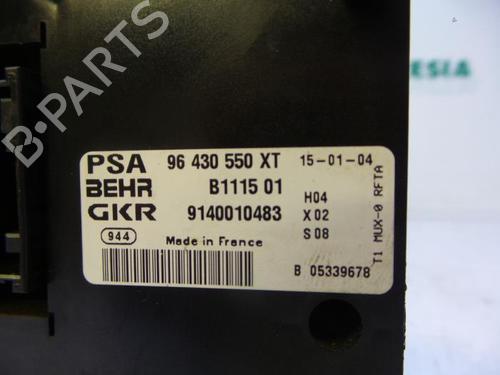 PSA 96 430 550 XT 15-01-04
BEHR B1115 01 H04
GKR 9140010483 X02
944 S08
Made in France
B 05339678
T1 MUX-0 RFTA
B-PARTS